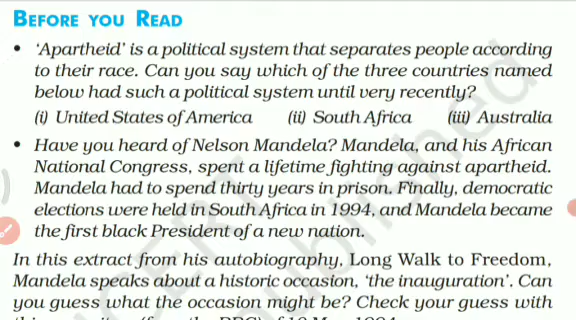 BEFORE YOU READ
• 'Apartheid' is a political system that separates people according
to their race. Can you say which of the three countries named
below had such a political system until very recently?
(i) United States of America (ii) South Africa (iii) Australia
• Have you heard of Nelson Mandela? Mandela, and his African
National Congress, spent a lifetime fighting against apartheid.
Mandela had to spend thirty years in prison. Finally, democratic
elections were held in South Africa in 1994, and Mandela became
the first black President of a new nation.
In this extract from his autobiography, Long Walk to Freedom,
Mandela speaks about a historic occasion, 'the inauguration'. Can
you guess what the occasion might be? Check your guess with